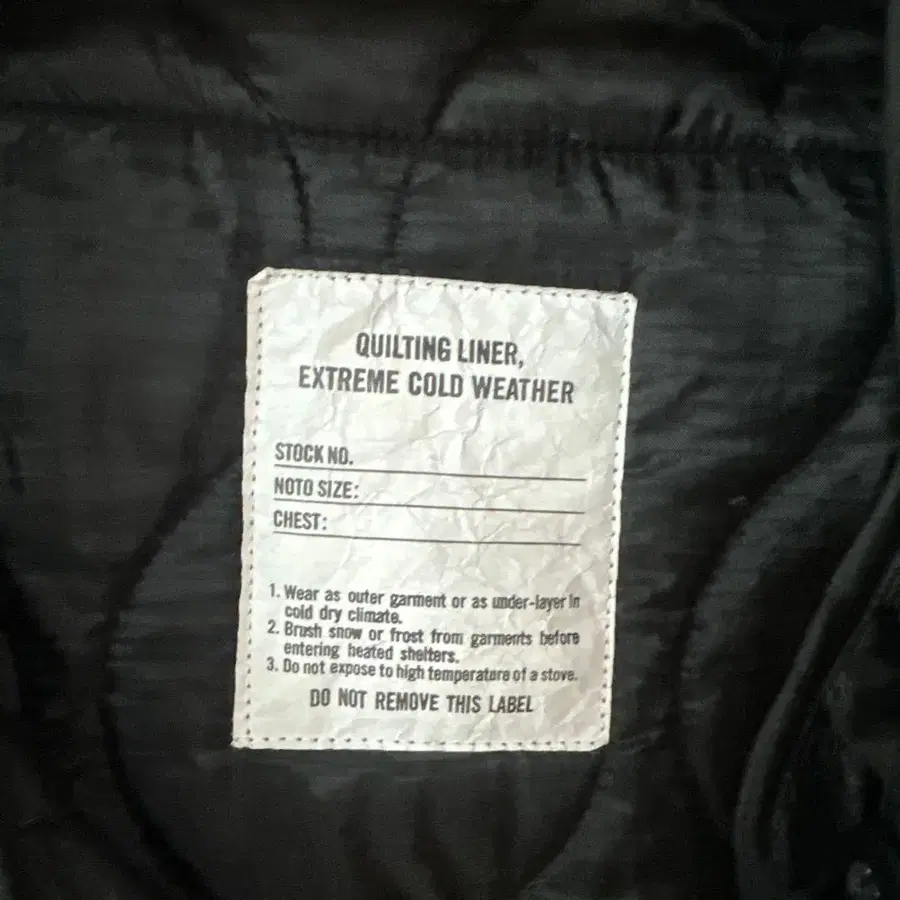 QUILTING LINER,
EXTREME COLD WEATHER
STOCK NO.
NOTO SIZE:
CHEST:
1. Wear as outer garment or as under-layer in
cold dry climate.
2. Brush snow or frost from garments before
entering heated shelters.
3. Do not expose to high temperature of a stove.
DO NOT REMOVE THIS LABEL